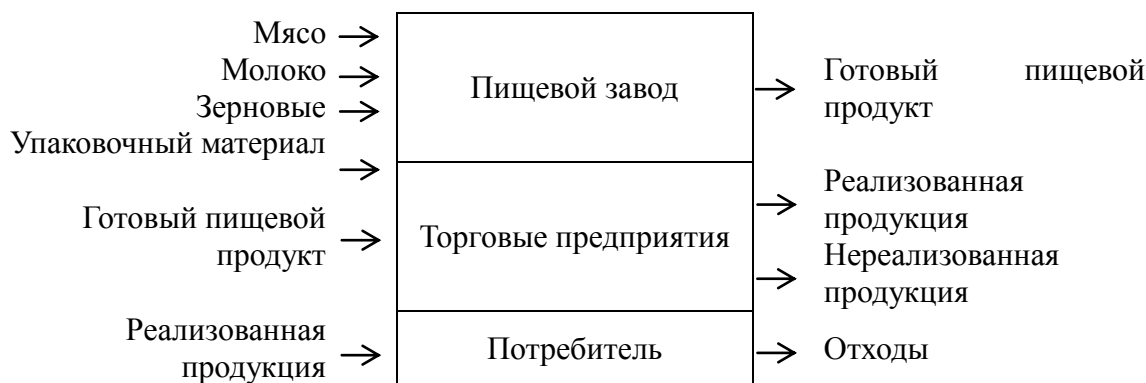 Мясо
Молоко
Зерновые
Упаковочный материал
Пищевой завод
Готовый пищевой
продукт
Готовый пищевой
продукт
Торговые предприятия
Реализованная
продукция
Нереализованная
продукция
Реализованная
продукция
Потребитель
Отходы